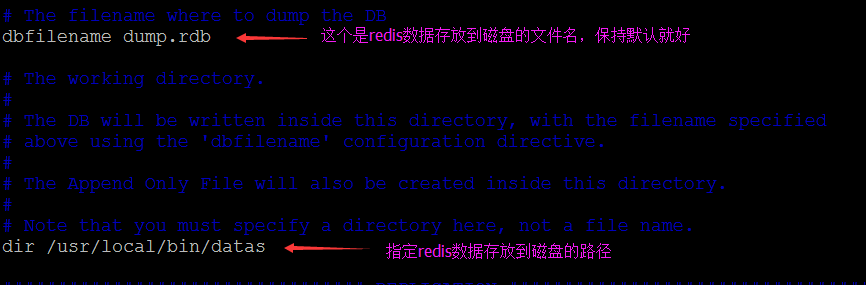 # The filename where to dump the DB
dbfilename dump.rdb 这个是redis数据存放到磁盘的文件名，保持默认就好
# The working directory.
#
# The DB will be written inside this directory, with the filename specified
# above using the 'dbfilename' configuration directive.
#
# The Append Only File will also be created inside this directory.
#
# Note that you must specify a directory here, not a file name.
dir /usr/local/bin/datas 指定redis数据存放到磁盘的路径